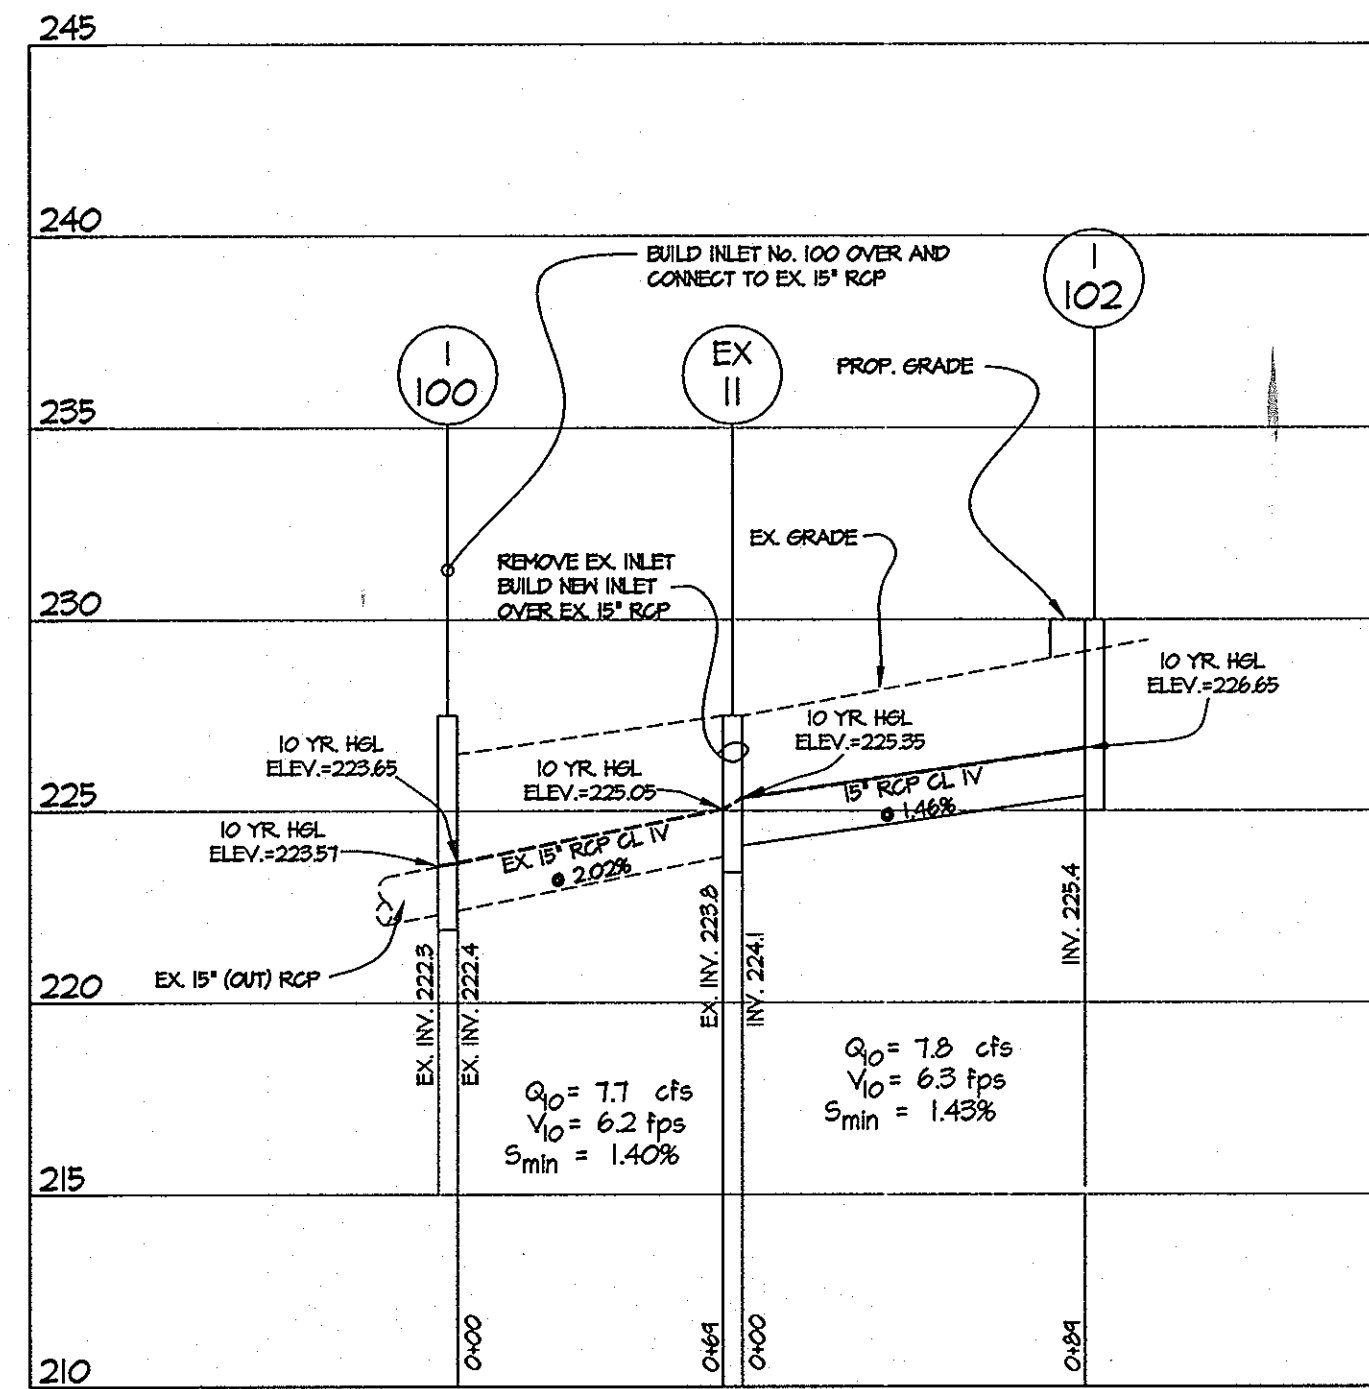 245
240
235
230
225
220
215
210
BUILD INLET No. 100 OVER AND
CONNECT TO EX. 15" RCP
I
102
I
100
EX
11
PROP. GRADE
EX. GRADE
REMOVE EX. INLET
BUILD NEW INLET
OVER EX. 15" RCP
10 YR. HGL
ELEV.=226.65
10 YR. HGL
ELEV.=225.35
10 YR. HGL
ELEV.=223.65
10 YR. HGL
ELEV.=225.05
15" RCP CL IV
@ 1.46%
10 YR. HGL
ELEV.=223.57
EX. 15" RCP CL IV
@ 2.02%
EX. 15" (OUT) RCP
EX. INV. 222.3
EX. INV. 222.4
EX. INV. 223.8
INV. 224.1
INV. 225.4
Q10 = 7.7 cfs
V10 = 6.2 fps
Smin = 1.40%
Q10 = 7.8 cfs
V10 = 6.3 fps
Smin = 1.43%
0+00
0+69
0+00
0+89